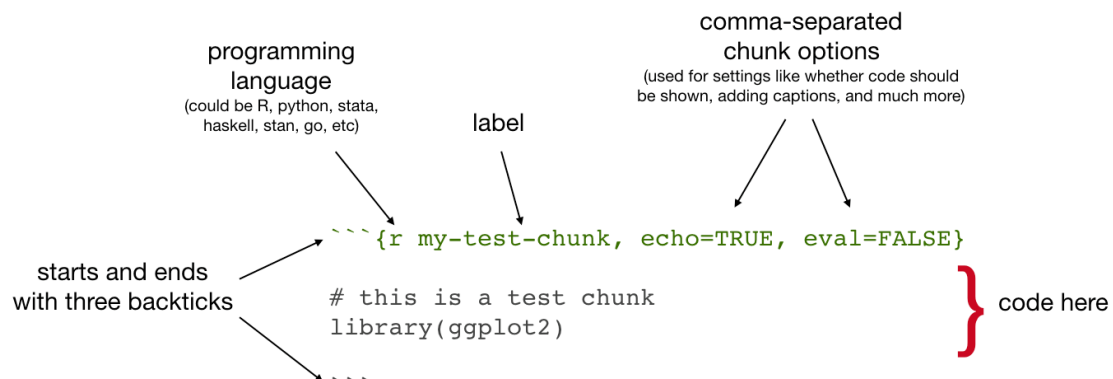 programming
language
(could be R, python, stata,
haskell, stan, go, etc)
label
comma-separated
chunk options
(used for settings like whether code should
be shown, adding captions, and much more)
starts and ends
with three backticks
```{r my-test-chunk, echo=TRUE, eval=FALSE}
# this is a test chunk
library(ggplot2)
```
} code here